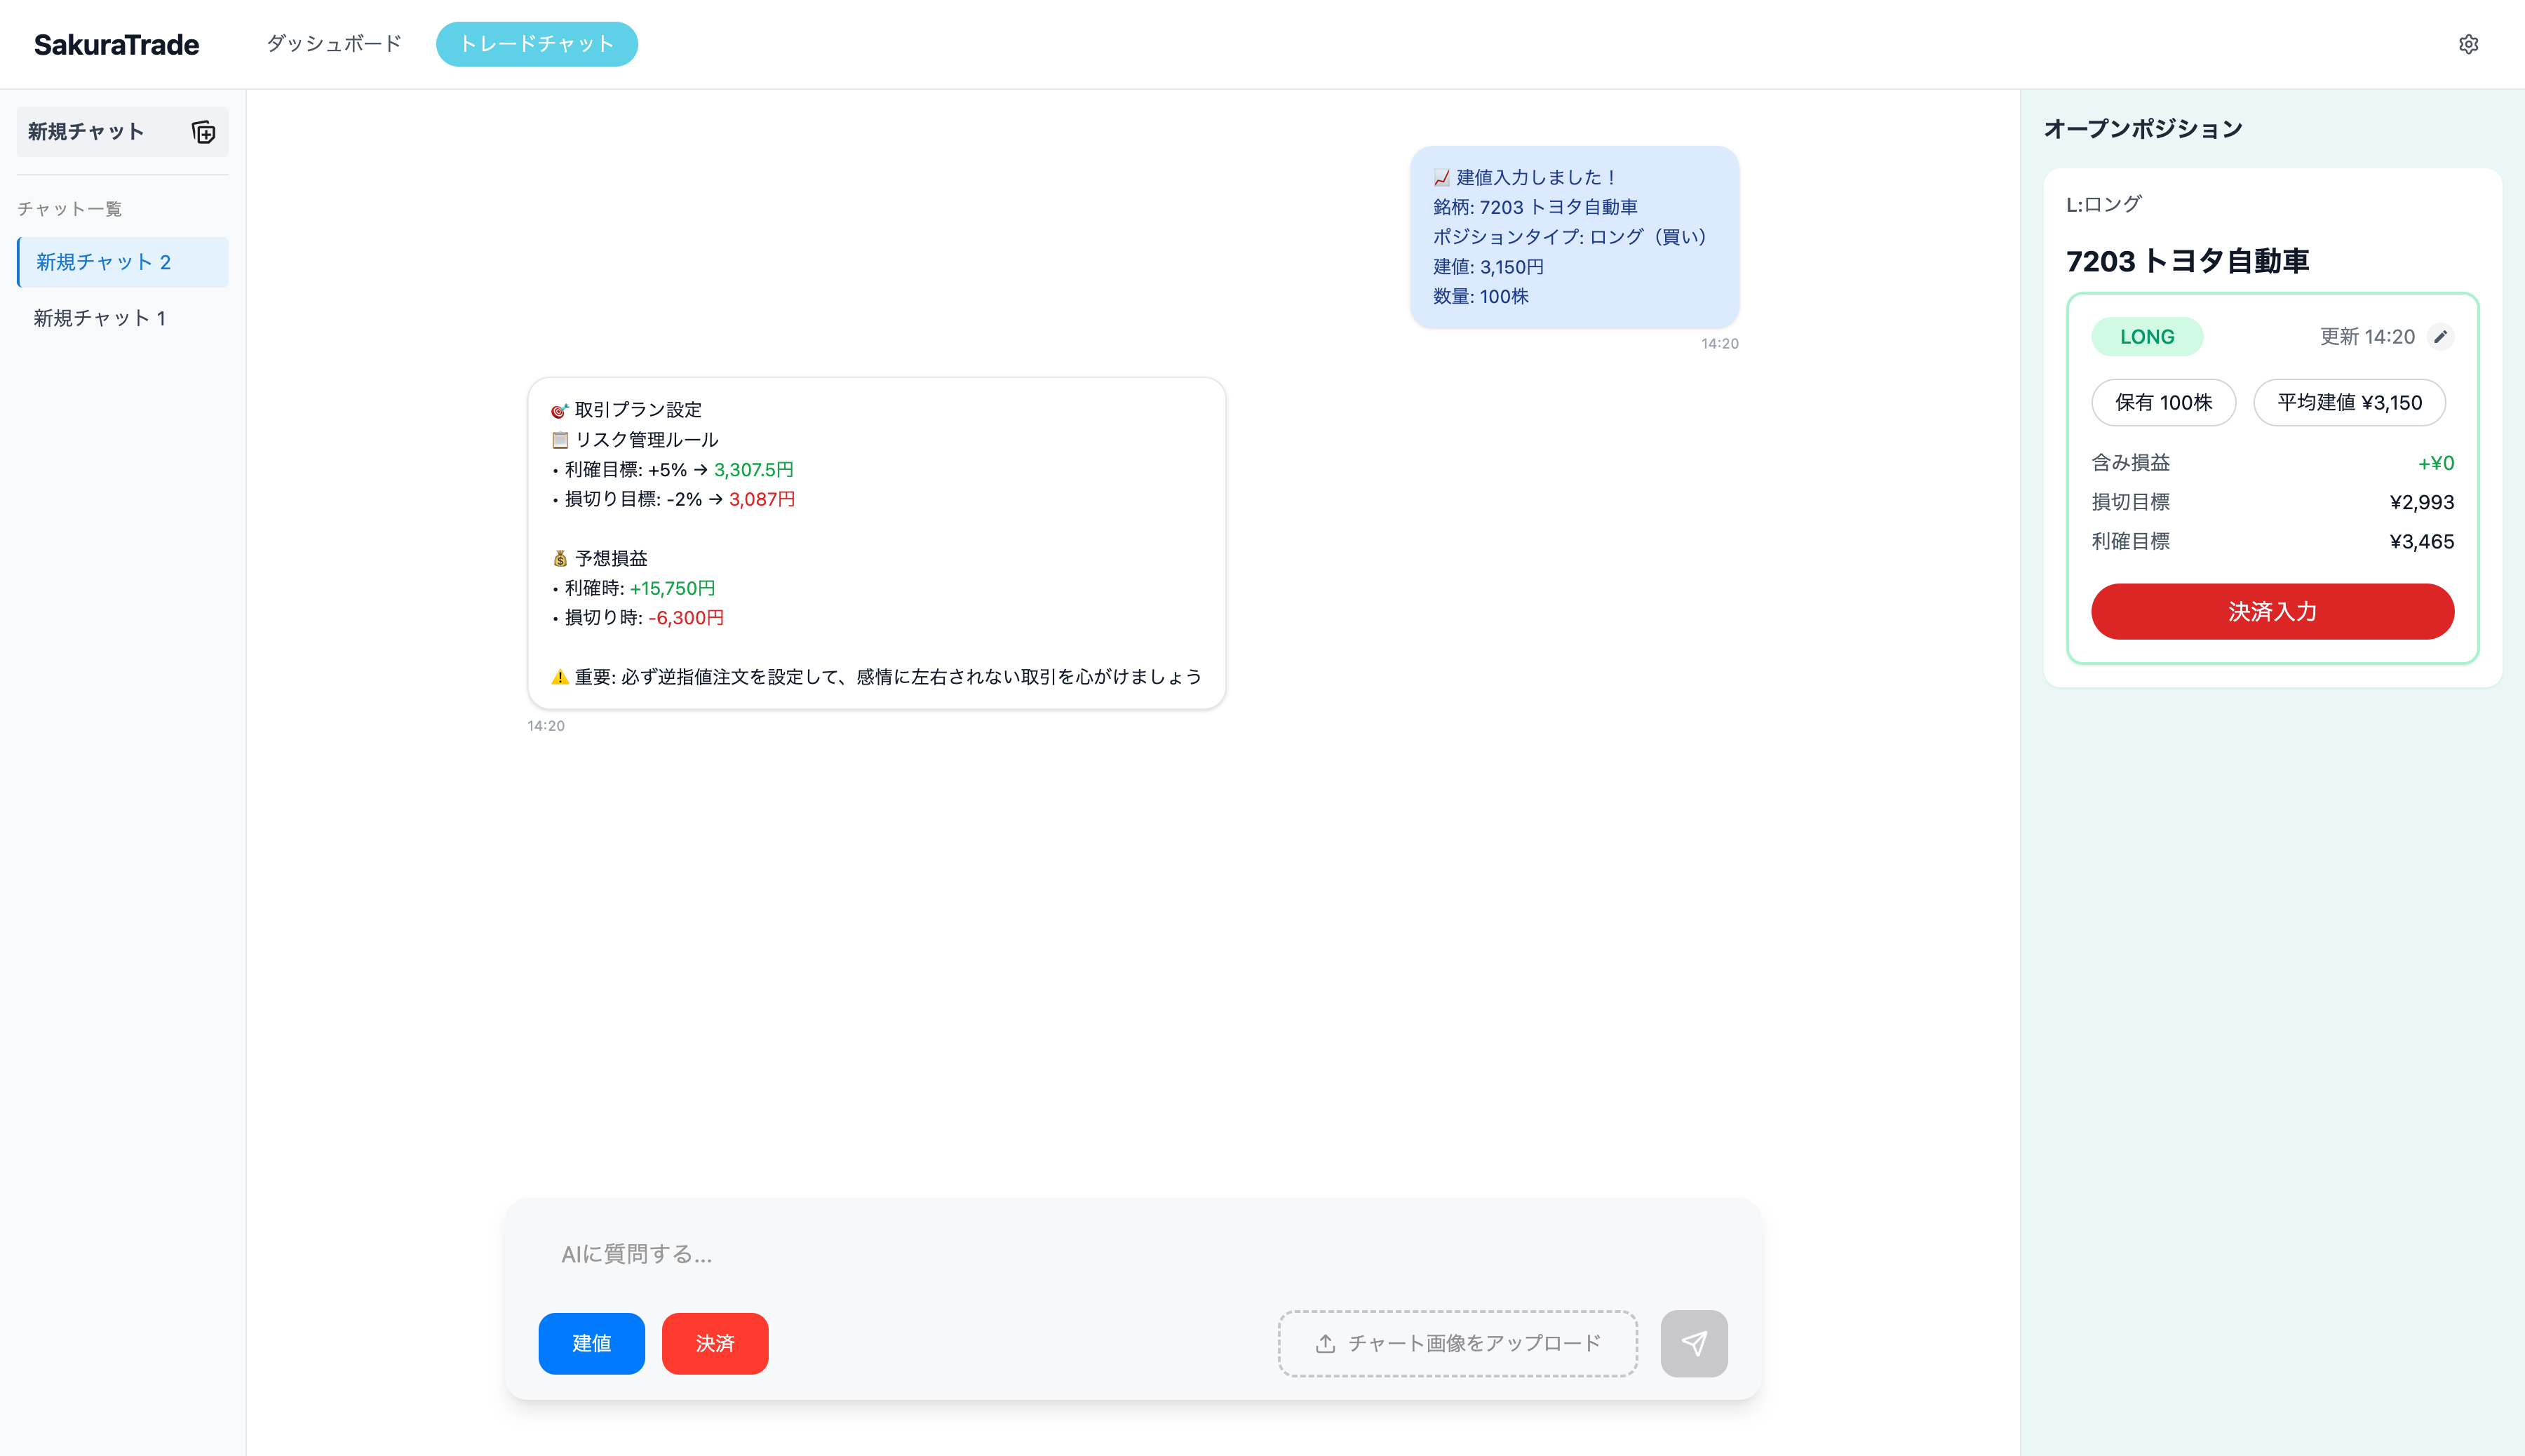 SakuraTrade
ダッシュボード
トレードチャット
新規チャット
チャット一覧
新規チャット 2
新規チャット 1
📈 建値入力しました！
銘柄: 7203 トヨタ自動車
ポジションタイプ: ロング（買い）
建値: 3,150円
数量: 100株
14:20
🎯 取引プラン設定
📋 リスク管理ルール
• 利確目標: +5% → 3,307.5円
• 損切り目標: -2% → 3,087円
💰 予想損益
• 利確時: +15,750円
• 損切り時: -6,300円
⚠️ 重要: 必ず逆指値注文を設定して、感情に左右されない取引を心がけましょう
14:20
AIに質問する...
建値
決済
チャート画像をアップロード
オープンポジション
L:ロング
7203 トヨタ自動車
LONG
更新 14:20
保有 100株
平均建値 ¥3,150
含み損益 +¥0
損切目標 ¥2,993
利確目標 ¥3,465
決済入力